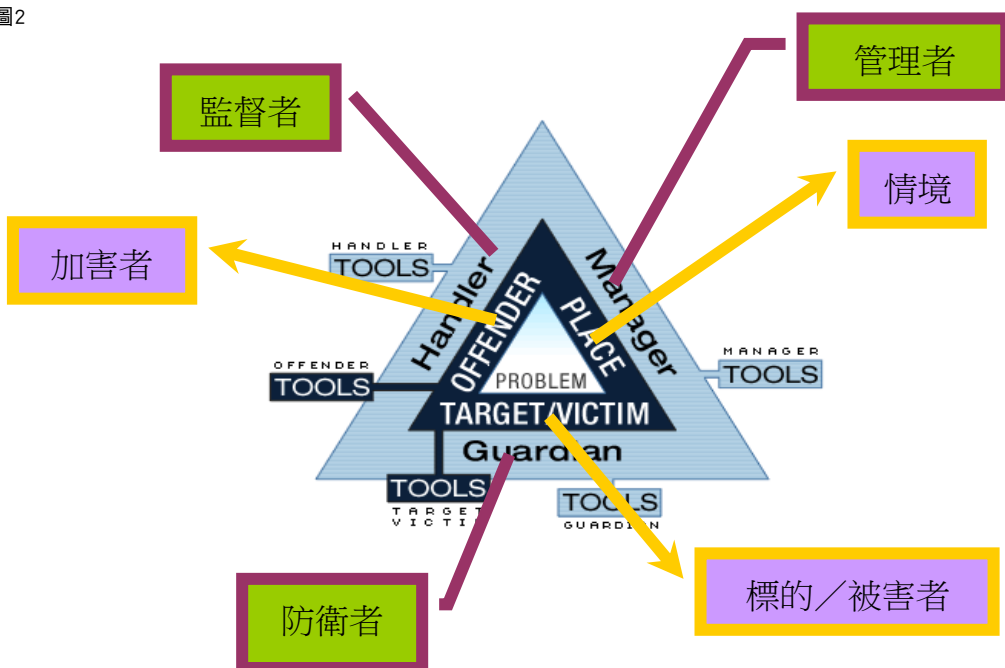 圖2
管理者
監督者
情境
加害者
HANDLER
TOOLS
Handler
Manager
OFFENDER
PLACE
OFFENDER
TOOLS
MANAGER
TOOLS
PROBLEM
TARGET/VICTIM
Guardian
TOOLS
TARGET
VICTI
TOOLS
GUARDIAN
防衛者
標的／被害者